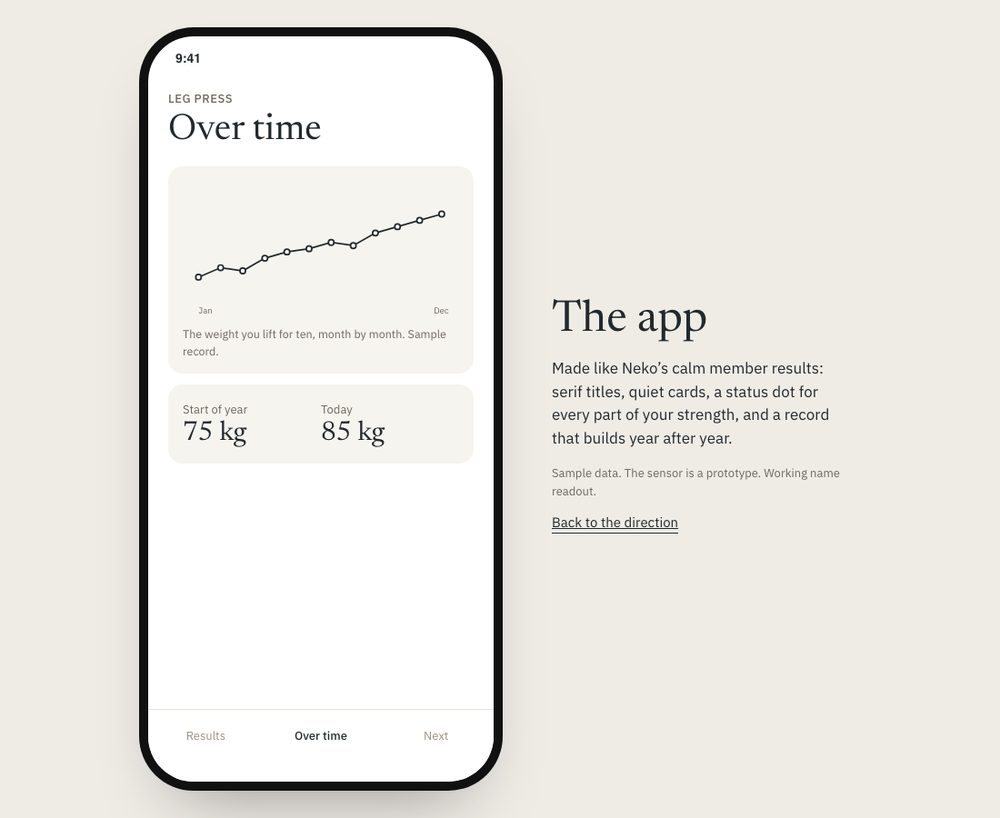 9:41
LEG PRESS
Over time
Jan
Dec
The weight you lift for ten, month by month. Sample
record.
Start of year
Today
75 kg
85 kg
Results
Over time
Next
The app
Made like Neko’s calm member results:
serif titles, quiet cards, a status dot for
every part of your strength, and a record
that builds year after year.
Sample data. The sensor is a prototype. Working name
readout.
Back to the direction